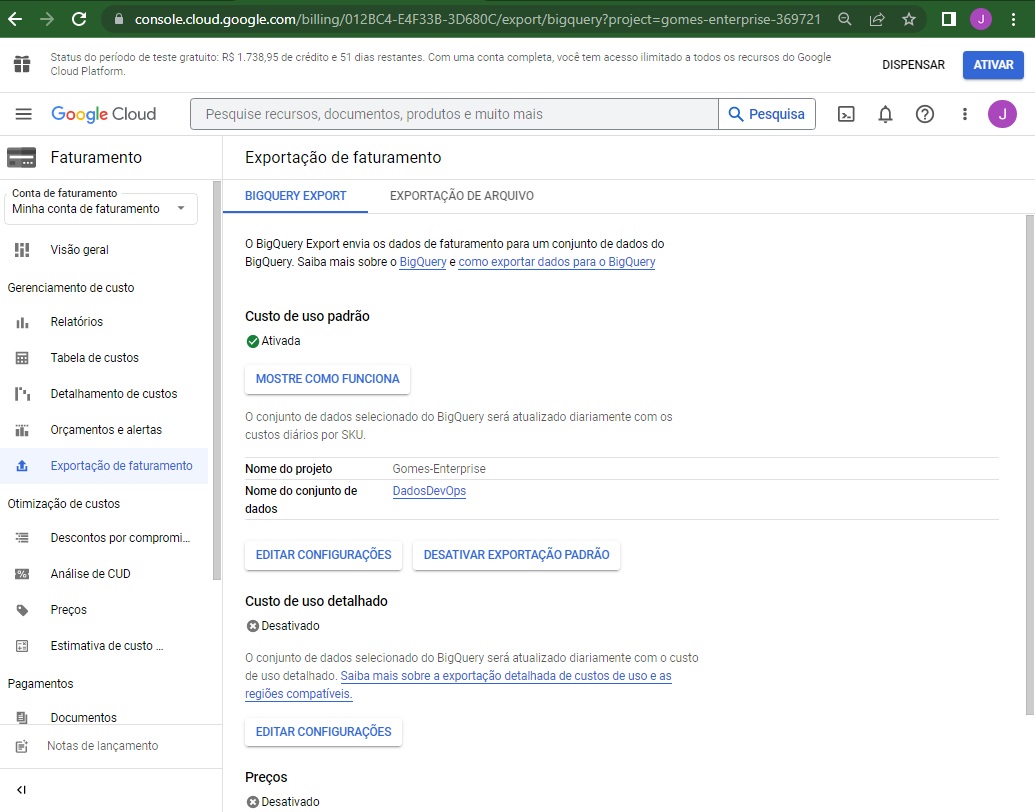 console.cloud.google.com/billing/012BC4-E4F33B-3D680C/export/bigquery?project=gomes-enterprise-369721
J
Status do período de teste gratuito: R$ 1.738,95 de crédito e 51 dias restantes. Com uma conta completa, você tem acesso ilimitado a todos os recursos do Google
Cloud Platform.
DISPENSAR
ATIVAR
Google Cloud
Pesquise recursos, documentos, produtos e muito mais
Pesquisa
J
Faturamento
Conta de faturamento
Minha conta de faturamento
Visão geral
Gerenciamento de custo
Relatórios
Tabela de custos
Detalhamento de custos
Orçamentos e alertas
Exportação de faturamento
Otimização de custos
Descontos por compromi...
Análise de CUD
Preços
Estimativa de custo ...
Pagamentos
Documentos
Notas de lançamento
Exportação de faturamento
BIGQUERY EXPORT
EXPORTAÇÃO DE ARQUIVO
O BigQuery Export envia os dados de faturamento para um conjunto de dados do
BigQuery. Saiba mais sobre o BigQuery e como exportar dados para o BigQuery
Custo de uso padrão
Ativada
MOSTRE COMO FUNCIONA
O conjunto de dados selecionado do BigQuery será atualizado diariamente com os
custos diários por SKU.
Nome do projeto Gomes-Enterprise
Nome do conjunto de DadosDevOps
dados
EDITAR CONFIGURAÇÕES
DESATIVAR EXPORTAÇÃO PADRÃO
Custo de uso detalhado
Desativado
O conjunto de dados selecionado do BigQuery será atualizado diariamente com o custo
de uso detalhado. Saiba mais sobre a exportação detalhada de custos de uso e as
regiões compatíveis.
EDITAR CONFIGURAÇÕES
Preços
Desativado